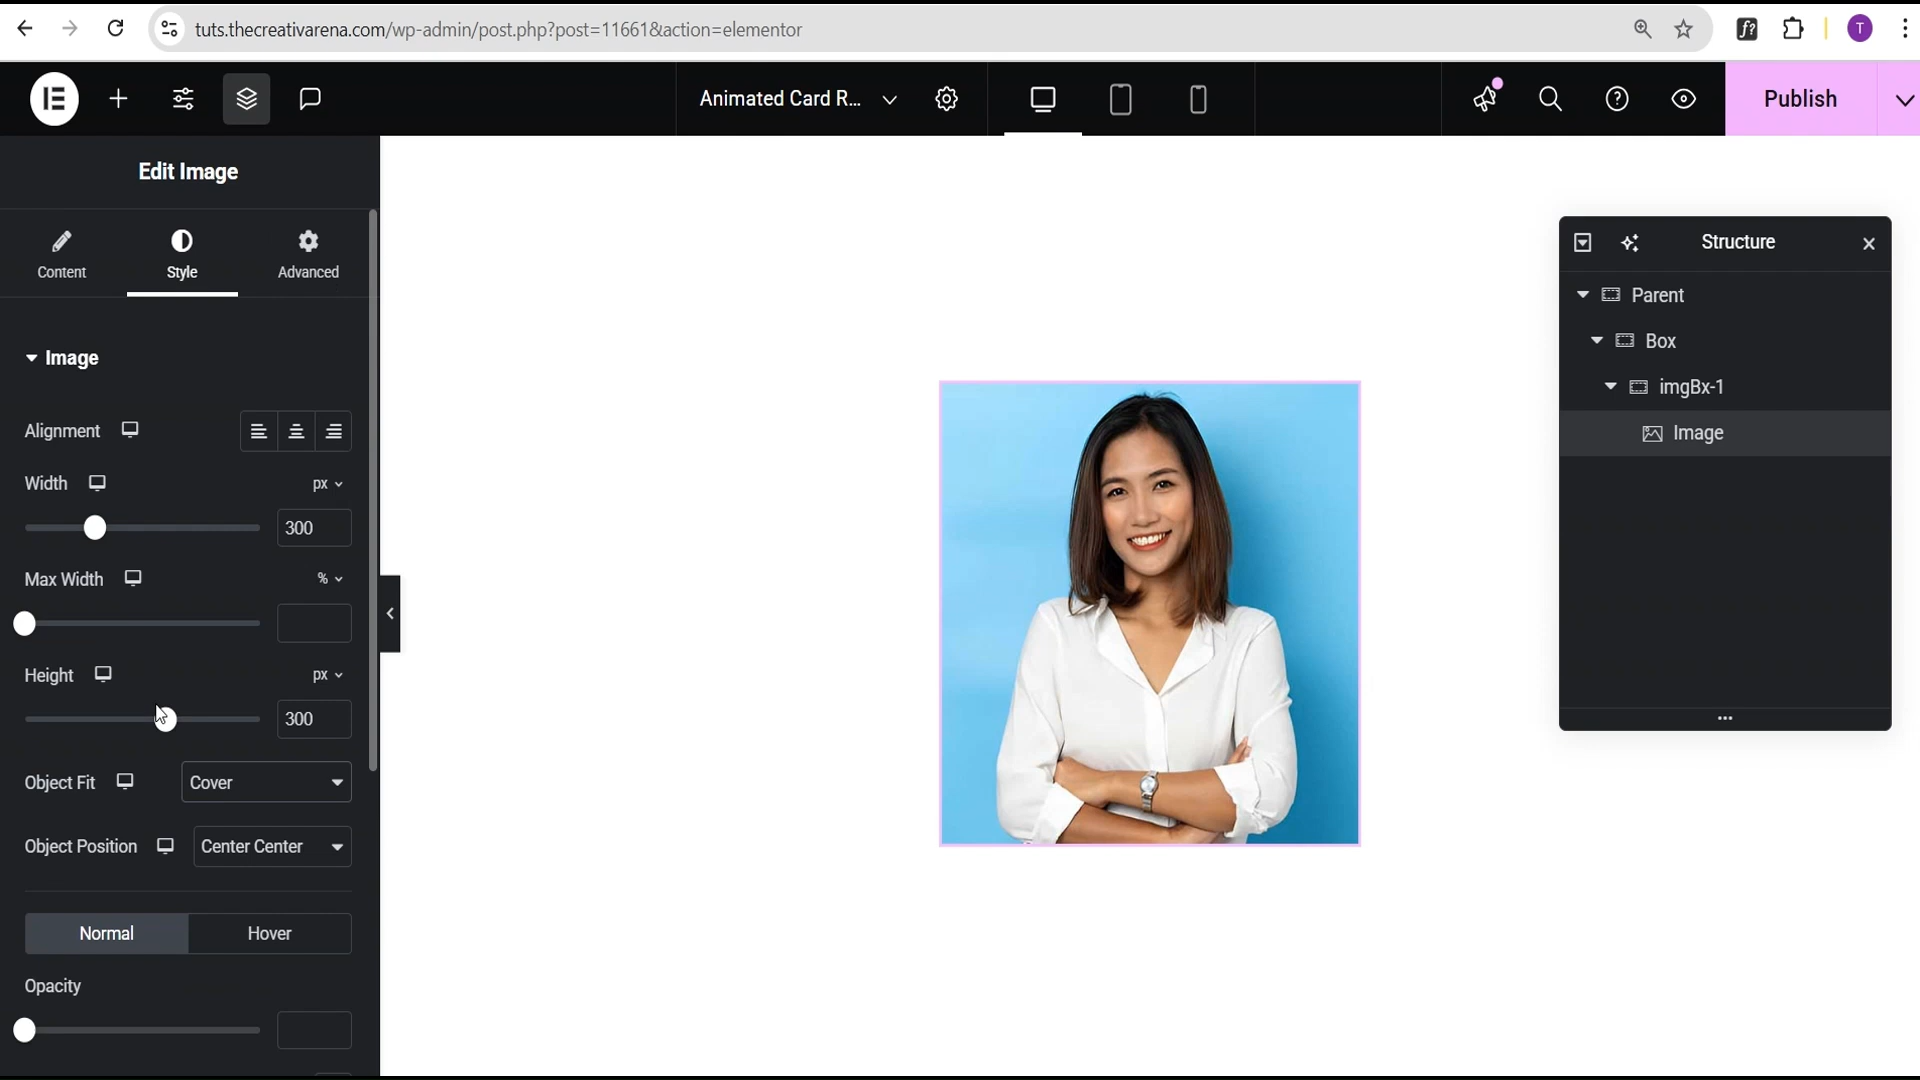 tuts.thecreativarena.com/wp-admin/post.php?post=11661&action=elementor
T
Animated Card R...
Publish
Edit Image
Content
Style
Advanced
Image
Alignment
Width
px
300
Max Width
%
Height
px
300
Object Fit
Cover
Object Position
Center Center
Normal
Hover
Opacity
Structure
Parent
Box
imgBx-1
Image